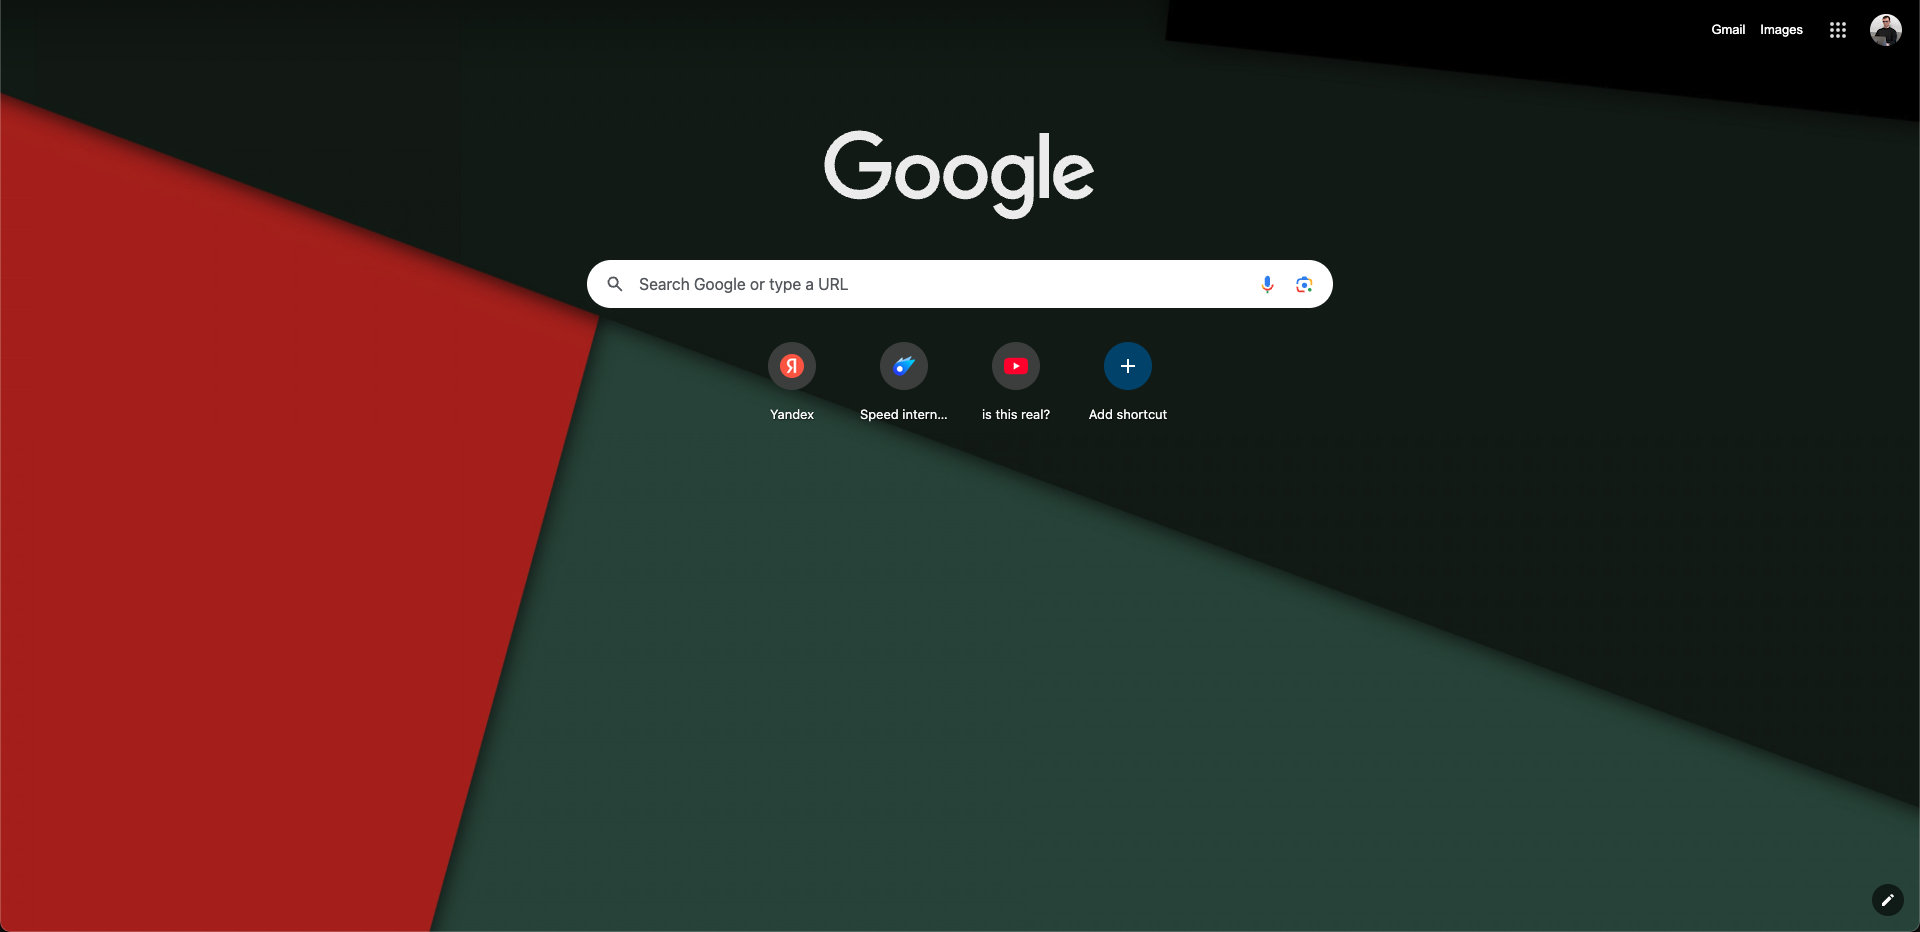 Gmail Images
Google
Search Google or type a URL
Я
Yandex Speed intern... is this real? Add shortcut